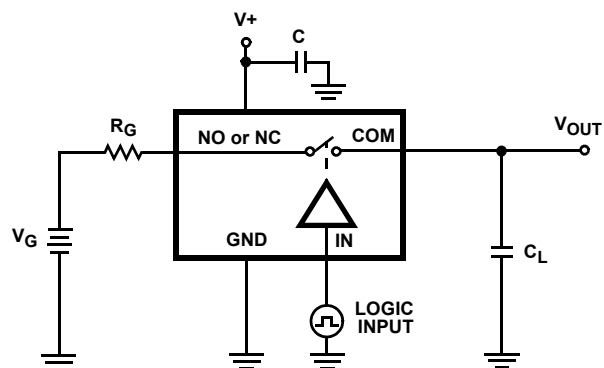 V+
C
RG
NO or NC
COM
VOUT
VG
GND
IN
CL
LOGIC
INPUT